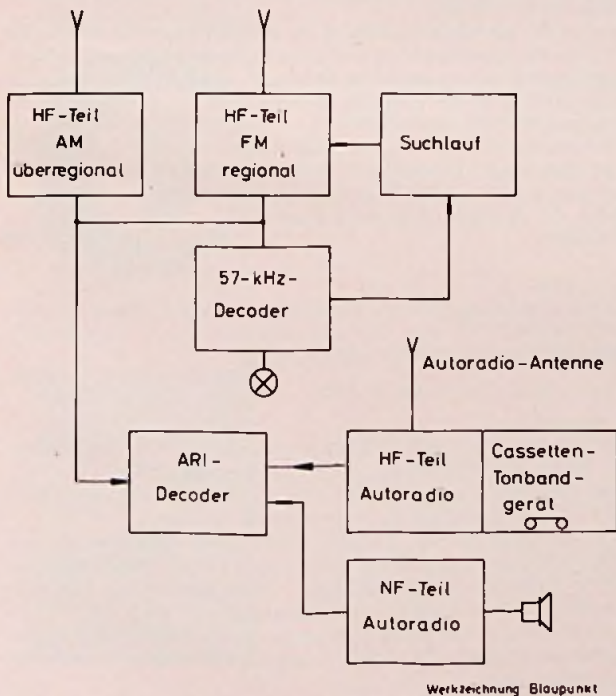 HF-Teil
AM
überregional
HF-Teil
FM
regional
Suchlauf
57-kHz-
Decoder
Autoradio-Antenne
ARI-
Decoder
HF-Teil
Autoradio
Cassetten-
Tonband-
gerät
NF-Teil
Autoradio
Werkzeichnung Blaupunkt